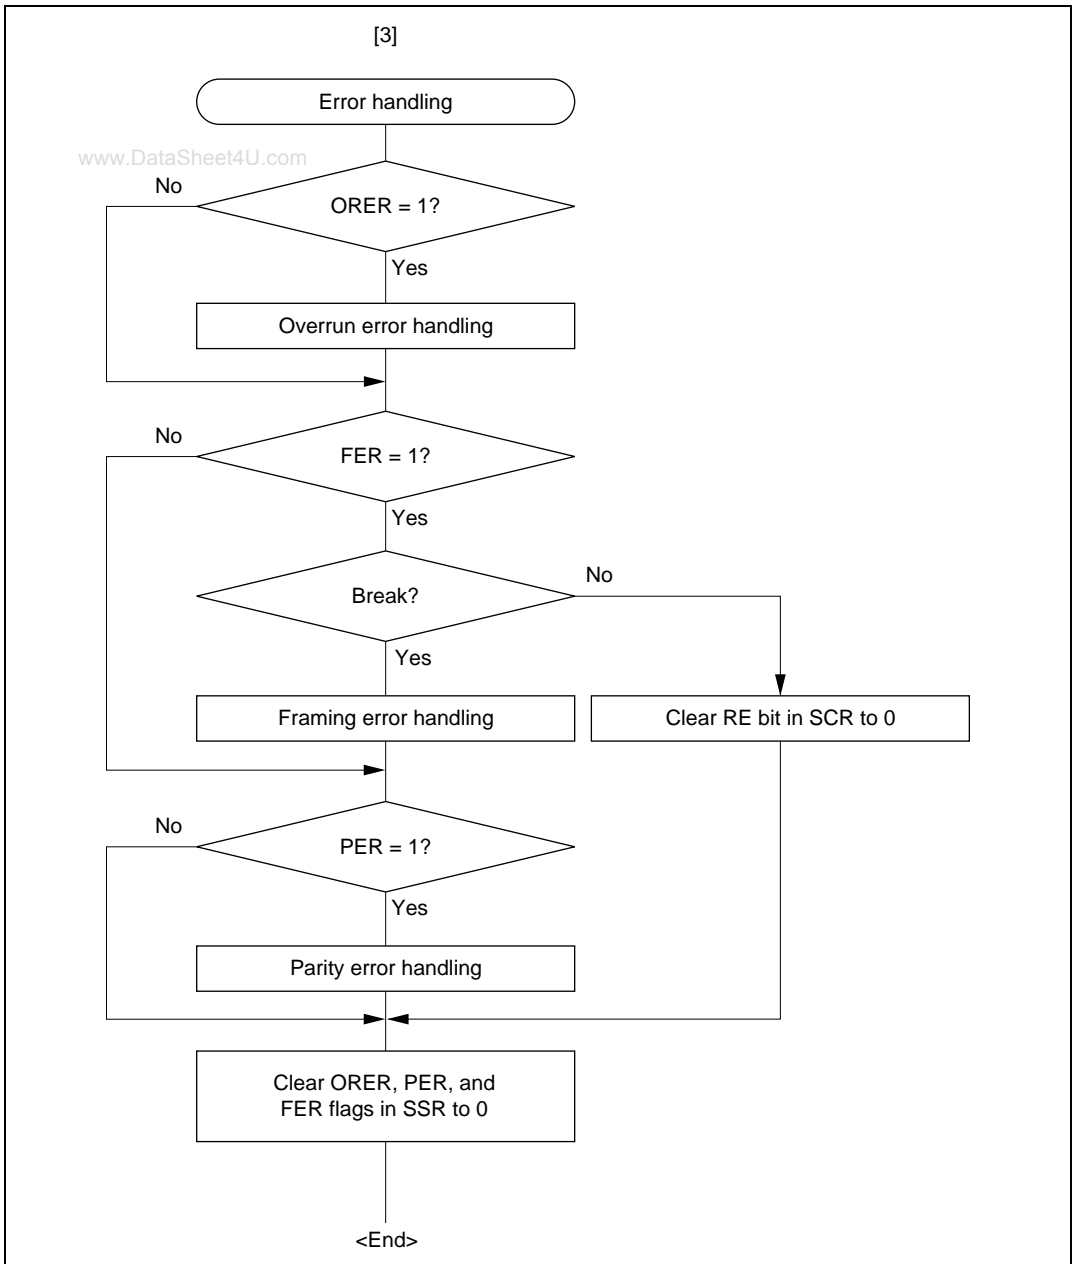 [3]
Error handling
www.DataSheet4U.com
No
ORER = 1?
Yes
Overrun error handling
No
FER = 1?
Yes
Break?
No
Yes
Framing error handling
Clear RE bit in SCR to 0
No
PER = 1?
Yes
Parity error handling
Clear ORER, PER, and
FER flags in SSR to 0
<End>